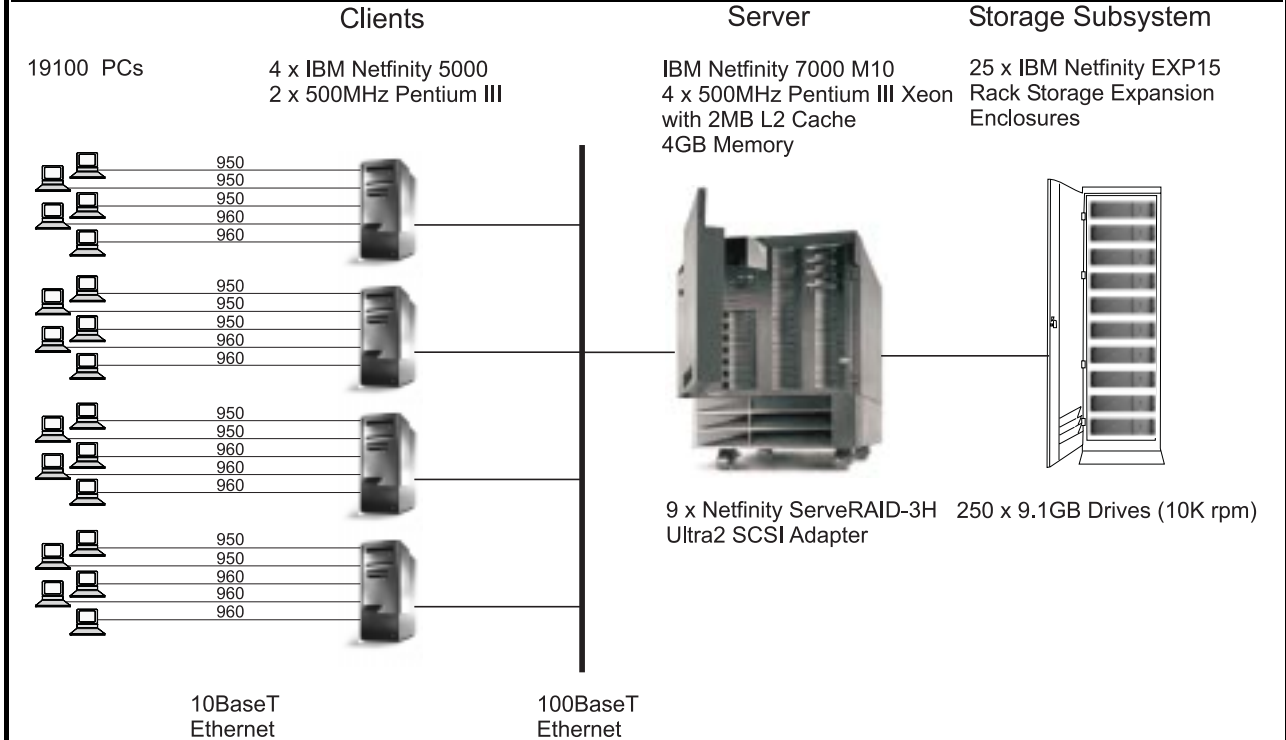 Clients
Server
Storage Subsystem
19100 PCs
4 x IBM Netfinity 5000
2 x 500MHz Pentium III
IBM Netfinity 7000 M10
4 x 500MHz Pentium III Xeon
with 2MB L2 Cache
4GB Memory
25 x IBM Netfinity EXP15
Rack Storage Expansion
Enclosures
950
950
950
960
960
950
950
950
960
960
950
950
960
960
960
950
950
960
960
960
9 x Netfinity ServeRAID-3H
Ultra2 SCSI Adapter
250 x 9.1GB Drives (10K rpm)
10BaseT
Ethernet
100BaseT
Ethernet